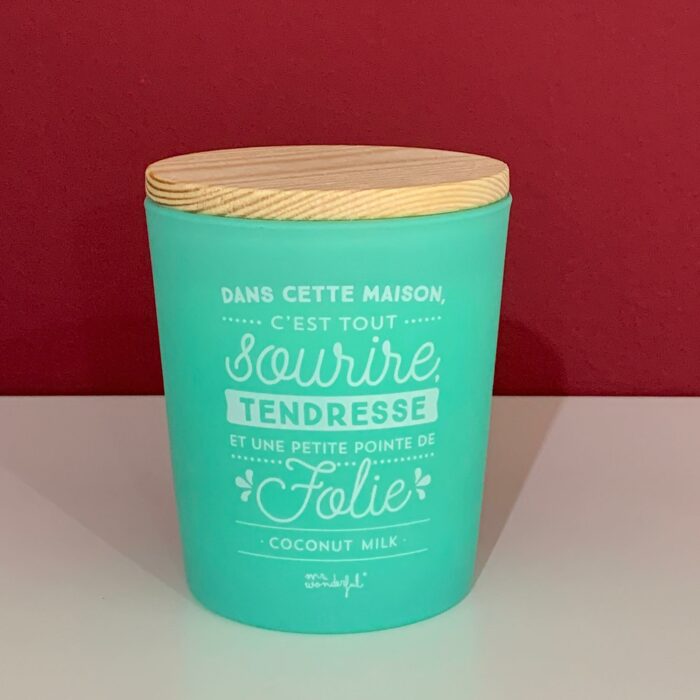 DANS CETTE MAISON,
C'EST TOUT
Sourire,
TENDRESSE
ET UNE PETITE POINTE DE
Folie
· COCONUT MILK ·
mr.
wonderful®